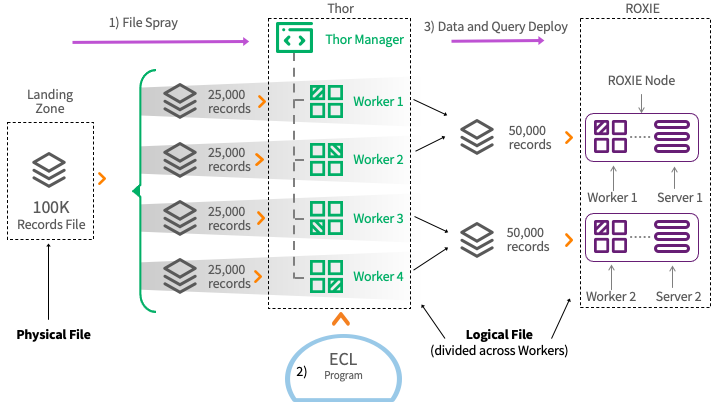 1) File Spray
Thor
Thor Manager
3) Data and Query Deploy
ROXIE
Landing
Zone
100K
Records File
Physical File
25,000
records
Worker 1
25,000
records
Worker 2
25,000
records
Worker 3
25,000
records
Worker 4
2)
ECL
Program
50,000
records
50,000
records
Logical File
(divided across Workers)
ROXIE Node
Worker 1
Server 1
Worker 2
Server 2